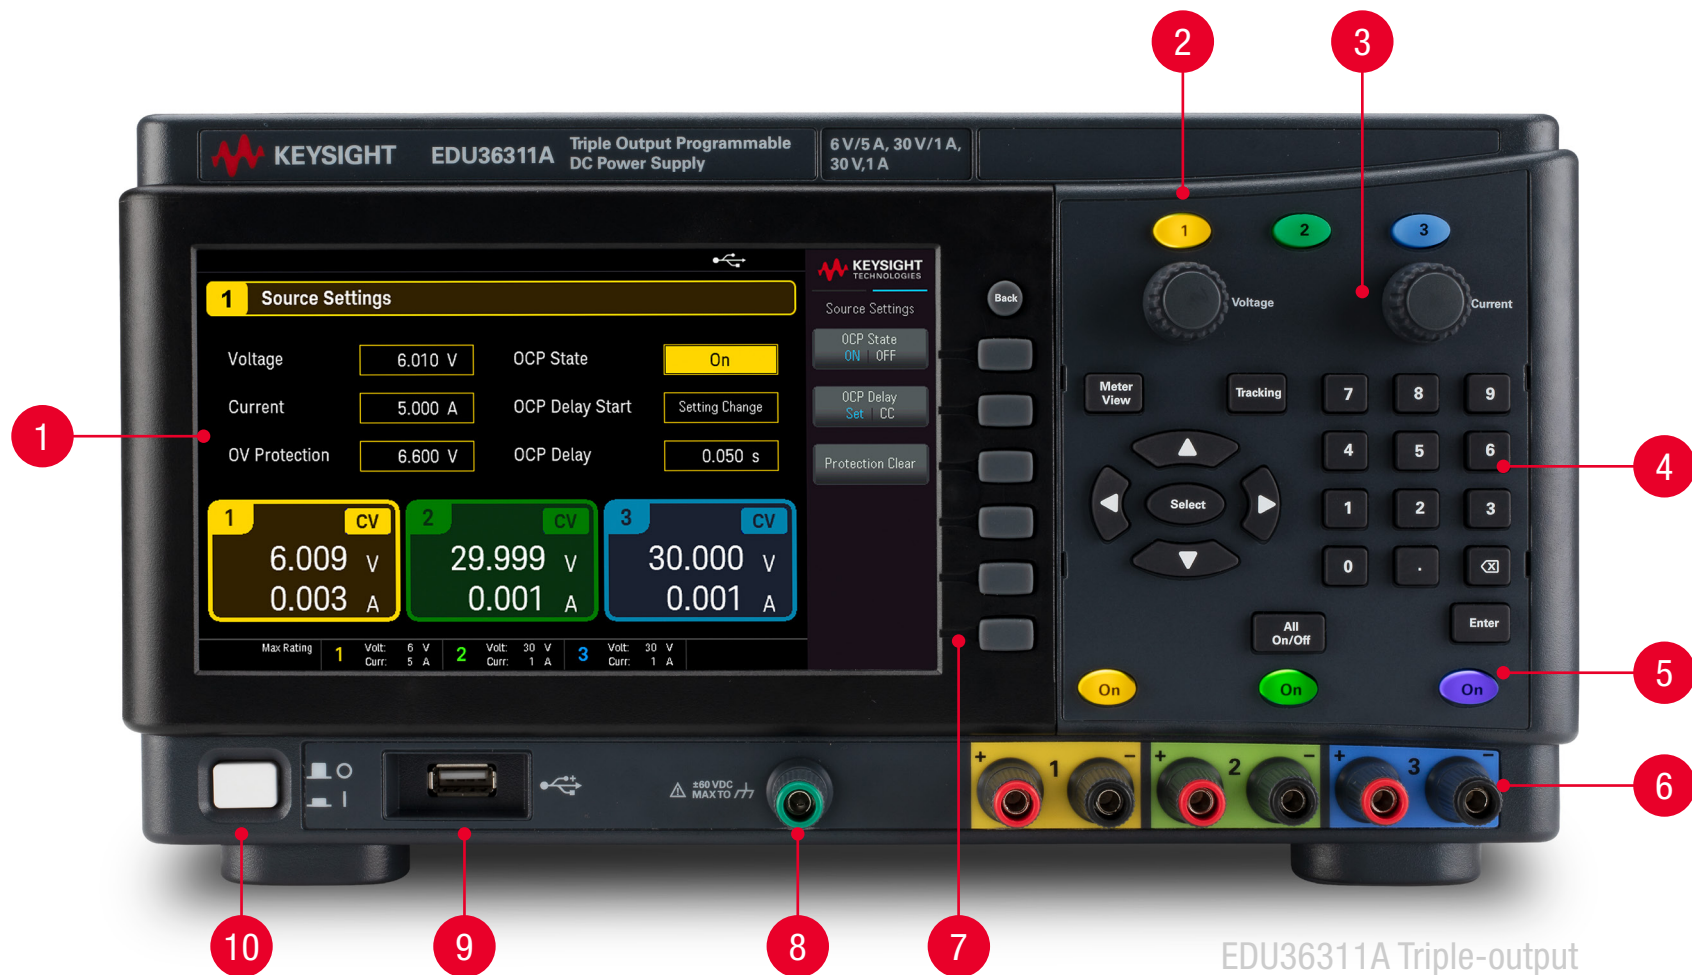 2
3
KEYSIGHT EDU36311A Triple Output Programmable DC Power Supply
6 V/5 A, 30 V/1 A, 30 V,1 A
1 2 3
Voltage
Current
KEYSIGHT
TECHNOLOGIES
Source Settings
1 Source Settings
Voltage 6.010 V OCP State On
Current 5.000 A OCP Delay Start Setting Change
OV Protection 6.600 V OCP Delay 0.050 s
OCP State
ON | OFF
OCP Delay
Set | CC
Protection Clear
1 CV 2 CV 3 CV
6.009 V 29.999 V 30.000 V
0.003 A 0.001 A 0.001 A
Max Rating 1 Volt: 6 V 2 Volt: 30 V 3 Volt: 30 V
Curr: 5 A Curr: 1 A Curr: 1 A
Back
Meter View
Tracking
7 8 9
4 5 6
1 2 3
0 .
Select
Enter
All On/Off
On On On
1
4
5
6
±60 VDC
MAX TO
+ 1 − + 2 − + 3 −
10
9
8
7
EDU36311A Triple-output